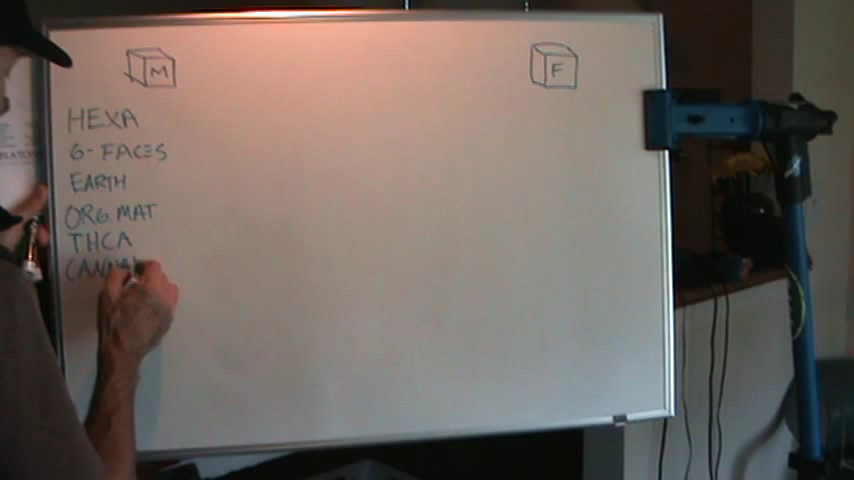 M
F
HEXA
6-FACES
EARTH
ORG MAT
THCA